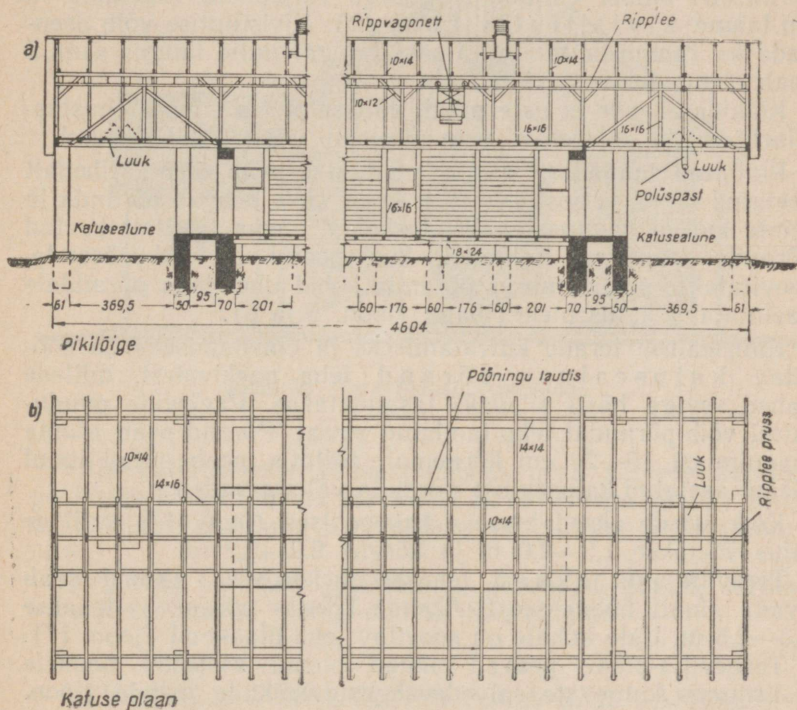 a)
Rippvagonett
Ripptee
10×14
10×14
10×12
16×16
16×16
Luuk
Luuk
16×16
Polüspast
Katusealune
Katusealune
18×24
61 369,5 50 95 70 201 60 176 60 176 60 201 70 95 50 369,5 61
4604
Pikilõige
b)
Pööningu laudis
10×14
14×16
14×14
10×14
Luuk
Ripptee pruss
Katuse plaan